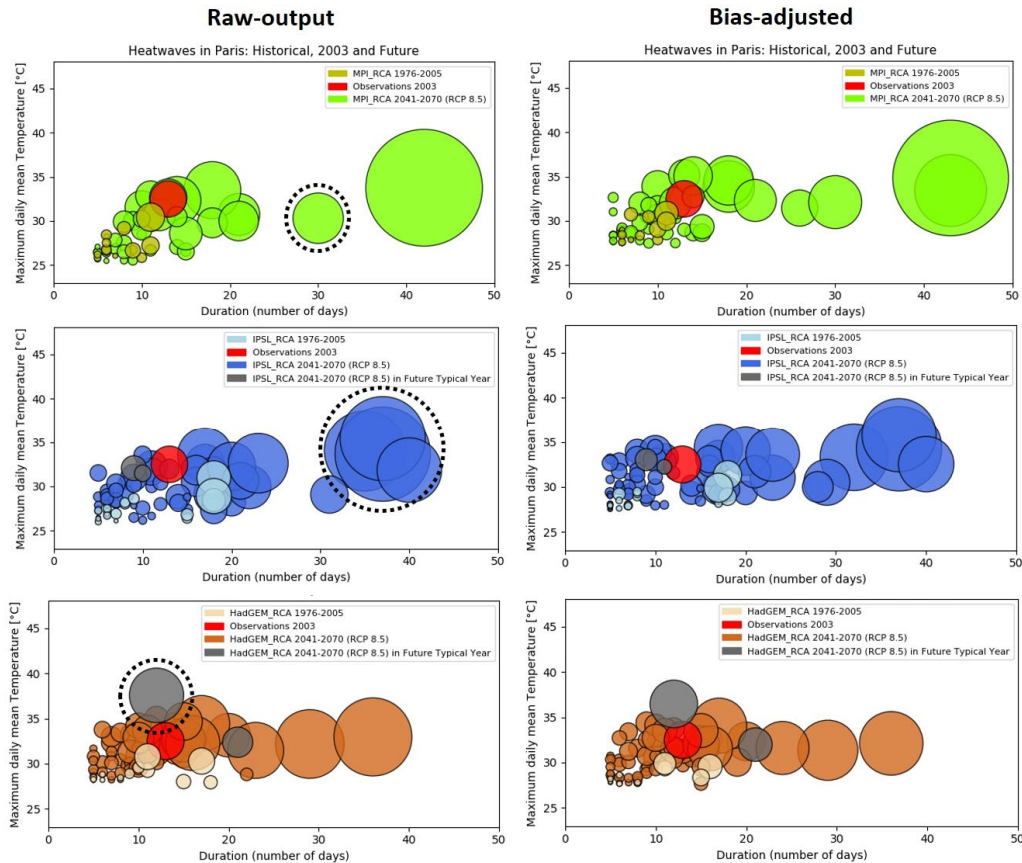 Raw-output
Bias-adjusted
Heatwaves in Paris: Historical, 2003 and Future
Maximum daily mean Temperature [°C]
45
40
35
30
25
MPI_RCA 1976-2005
Observations 2003
MPI_RCA 2041-2070 (RCP 8.5)
0 10 20 30 40 50
Duration (number of days)
Heatwaves in Paris: Historical, 2003 and Future
Maximum daily mean Temperature [°C]
45
40
35
30
25
MPI_RCA 1976-2005
Observations 2003
MPI_RCA 2041-2070 (RCP 8.5)
0 10 20 30 40 50
Duration (number of days)
Maximum daily mean Temperature [°C]
45
40
35
30
25
IPSL_RCA 1976-2005
Observations 2003
IPSL_RCA 2041-2070 (RCP 8.5)
IPSL_RCA 2041-2070 (RCP 8.5) in Future Typical Year
0 10 20 30 40 50
Duration (number of days)
Maximum daily mean Temperature [°C]
45
40
35
30
25
IPSL_RCA 1976-2005
Observations 2003
IPSL_RCA 2041-2070 (RCP 8.5)
IPSL_RCA 2041-2070 (RCP 8.5) in Future Typical Year
0 10 20 30 40 50
Duration (number of days)
Maximum daily mean Temperature [°C]
45
40
35
30
25
HadGEM_RCA 1976-2005
Observations 2003
HadGEM_RCA 2041-2070 (RCP 8.5)
HadGEM_RCA 2041-2070 (RCP 8.5) in Future Typical Year
0 10 20 30 40 50
Duration (number of days)
Maximum daily mean Temperature [°C]
45
40
35
30
25
HadGEM_RCA 1976-2005
Observations 2003
HadGEM_RCA 2041-2070 (RCP 8.5)
HadGEM_RCA 2041-2070 (RCP 8.5) in Future Typical Year
0 10 20 30 40 50
Duration (number of days)